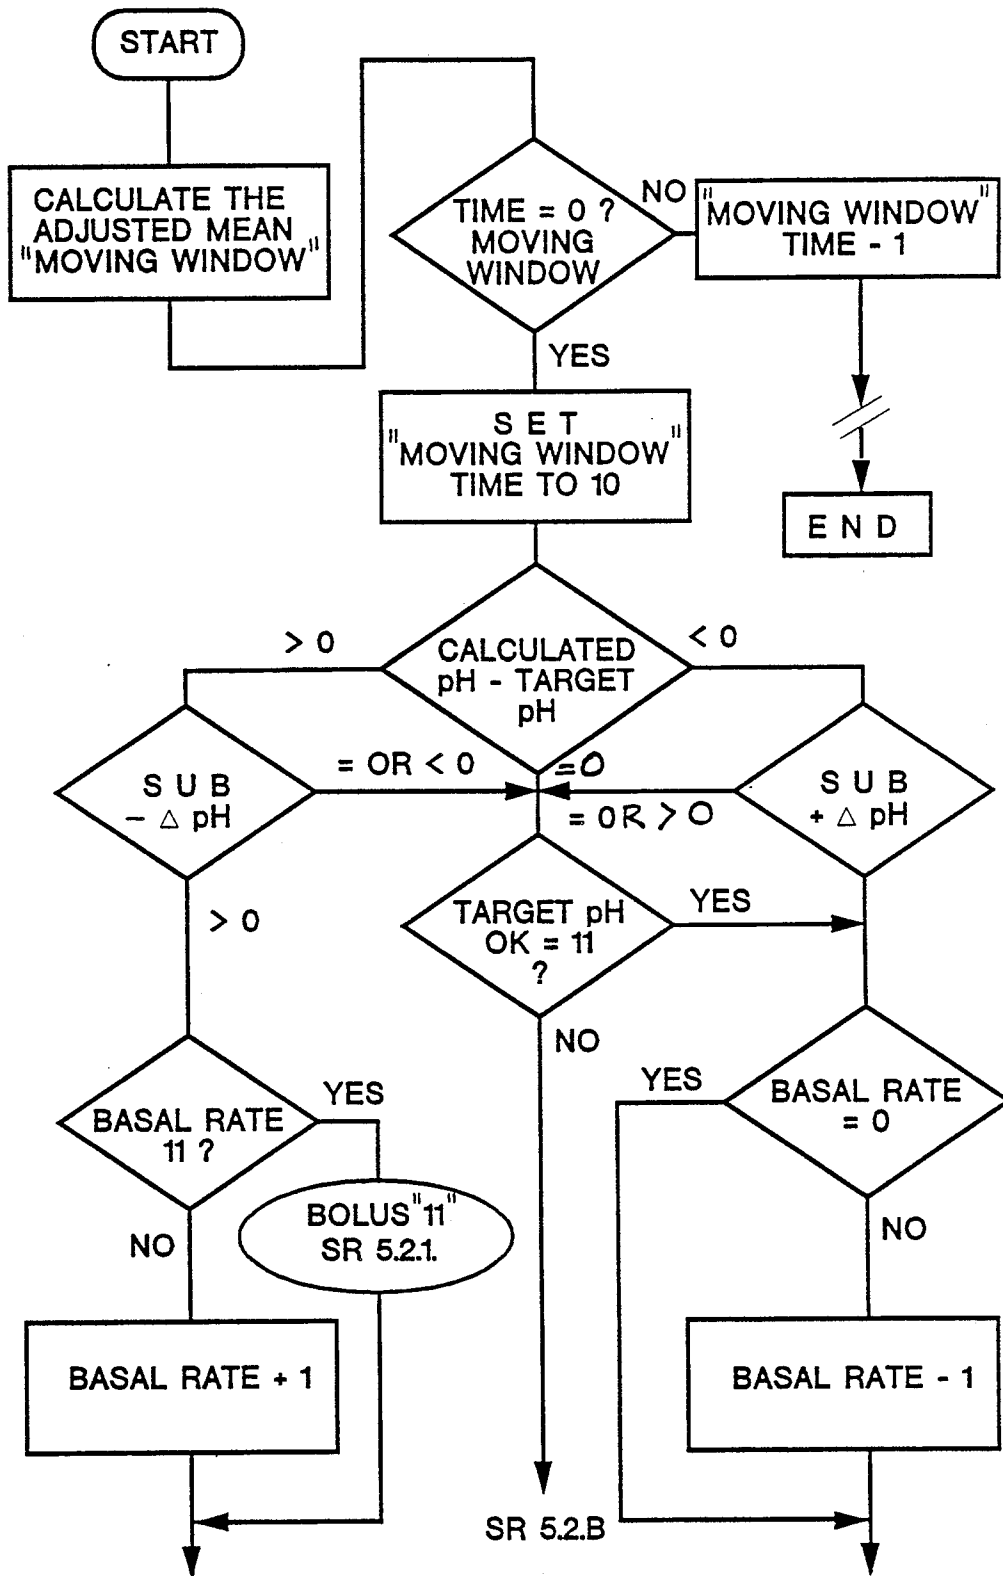 START
CALCULATE THE
ADJUSTED MEAN
"MOVING WINDOW"
TIME = 0 ?
MOVING
WINDOW
NO
"MOVING WINDOW"
TIME - 1
YES
S E T
"MOVING WINDOW"
TIME TO 10
E N D
> 0
CALCULATED
pH - TARGET
pH
< 0
S U B
- Δ pH
= OR < 0
=0
= OR > 0
S U B
+ Δ pH
> 0
TARGET pH
OK = 11
?
YES
NO
BASAL RATE
11 ?
YES
NO
BOLUS "11"
SR 5.2.1.
BASAL RATE + 1
YES
BASAL RATE
= 0
NO
BASAL RATE - 1
SR 5.2.B